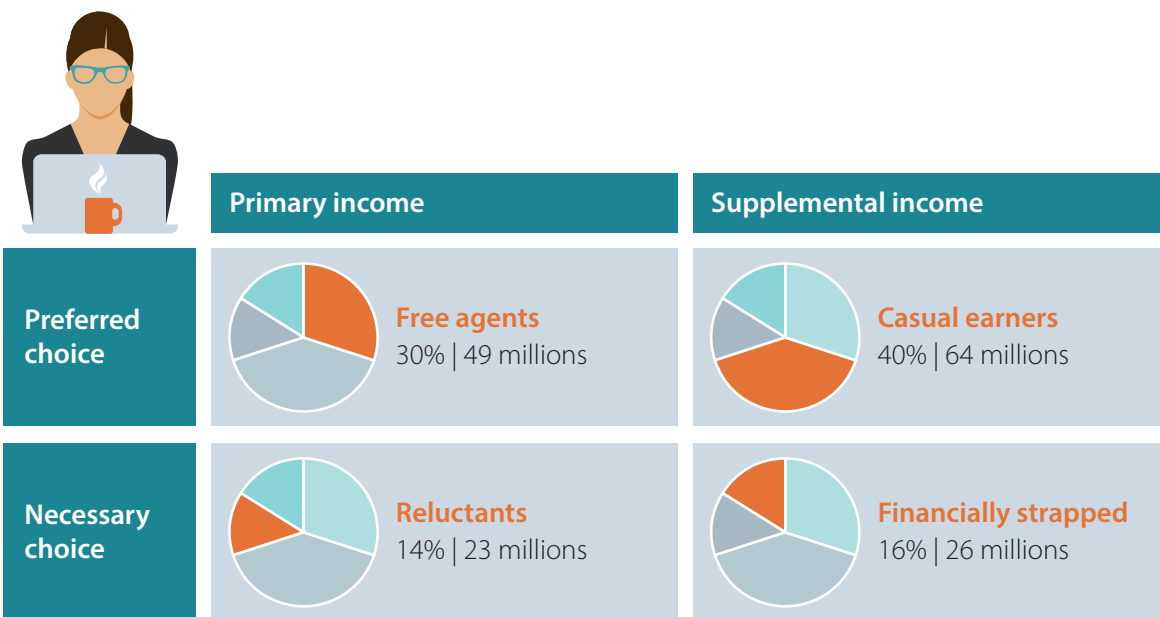 Primary income
Supplemental income
Preferred
choice
Free agents
30% | 49 millions
Casual earners
40% | 64 millions
Necessary
choice
Reluctants
14% | 23 millions
Financially strapped
16% | 26 millions